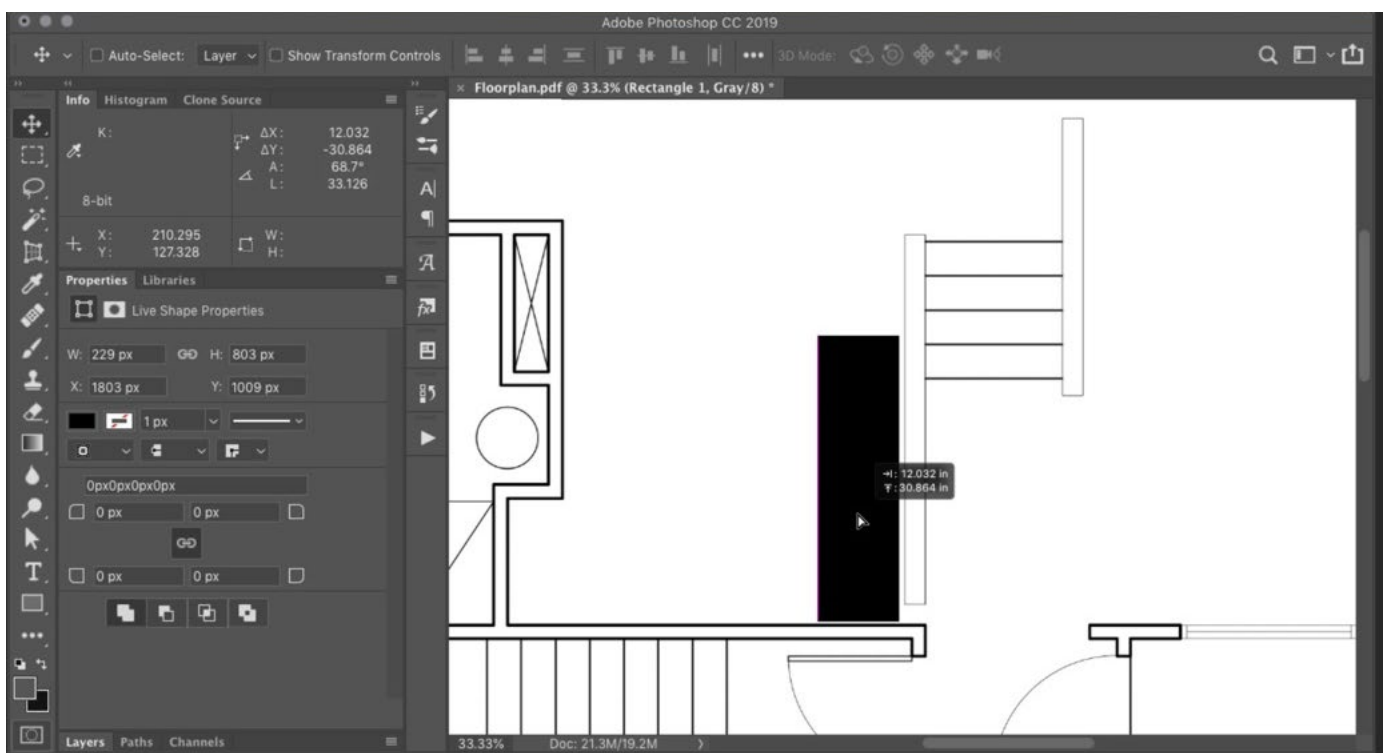 Adobe Photoshop CC 2019
Auto-Select: Layer Show Transform Controls 3D Mode:
Info Histogram Clone Source
× Floorplan.pdf @ 33.3% (Rectangle 1, Gray/8) *
K:
ΔX: 12.032
ΔY: -30.864
A: 68.7°
L: 33.126
8-bit
X: 210.295
Y: 127.328
W:
H:
Properties Libraries
Live Shape Properties
W: 229 px H: 803 px
X: 1803 px Y: 1009 px
1 px
0px0px0px0px
0 px 0 px
0 px 0 px
: 12.032 in
: 30.864 in
Layers Paths Channels
33.33% Doc: 21.3M/19.2M